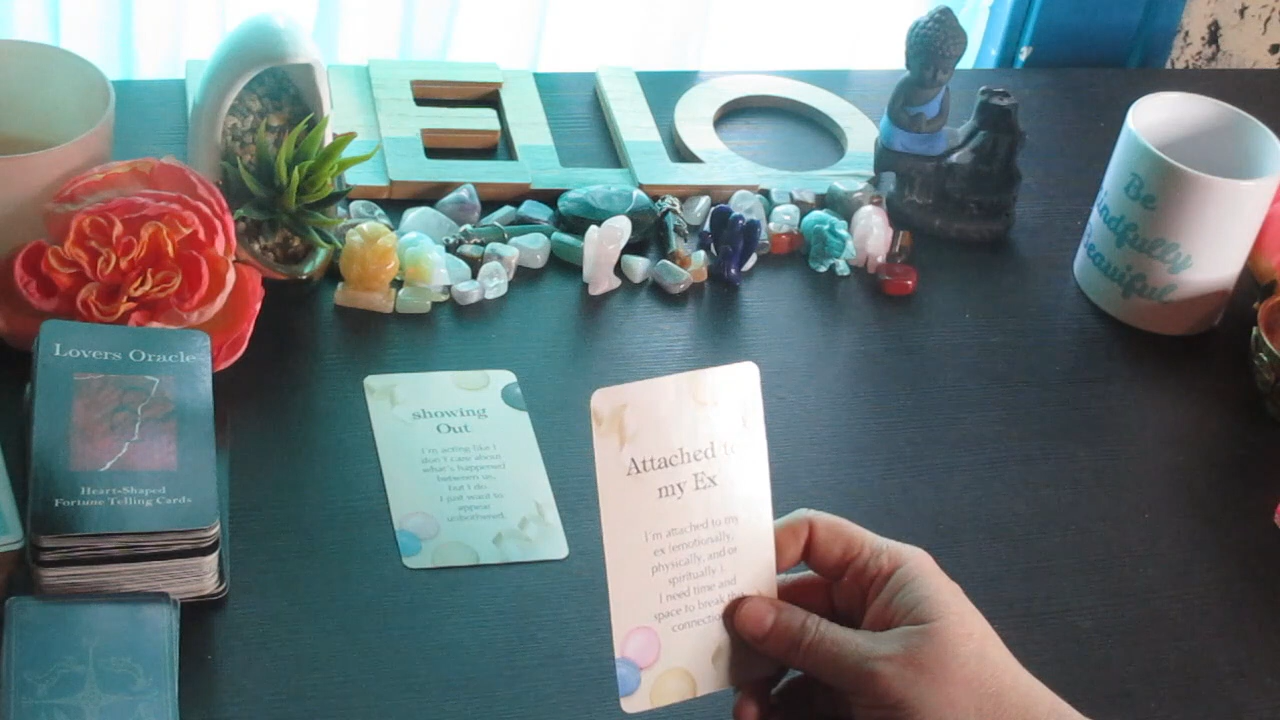 ELLO
Be
Mindfully
Beautiful
Lovers Oracle
Heart-Shaped
Fortune Telling Cards
showing
Out
I'm acting like I
don't care about
what's happened
between us,
but I do.
I just want to
appear
unbothered.
Attached to
my Ex
I'm attached to my
ex (emotionally,
physically, and/or
spiritually).
I need time and
space to break that
connection